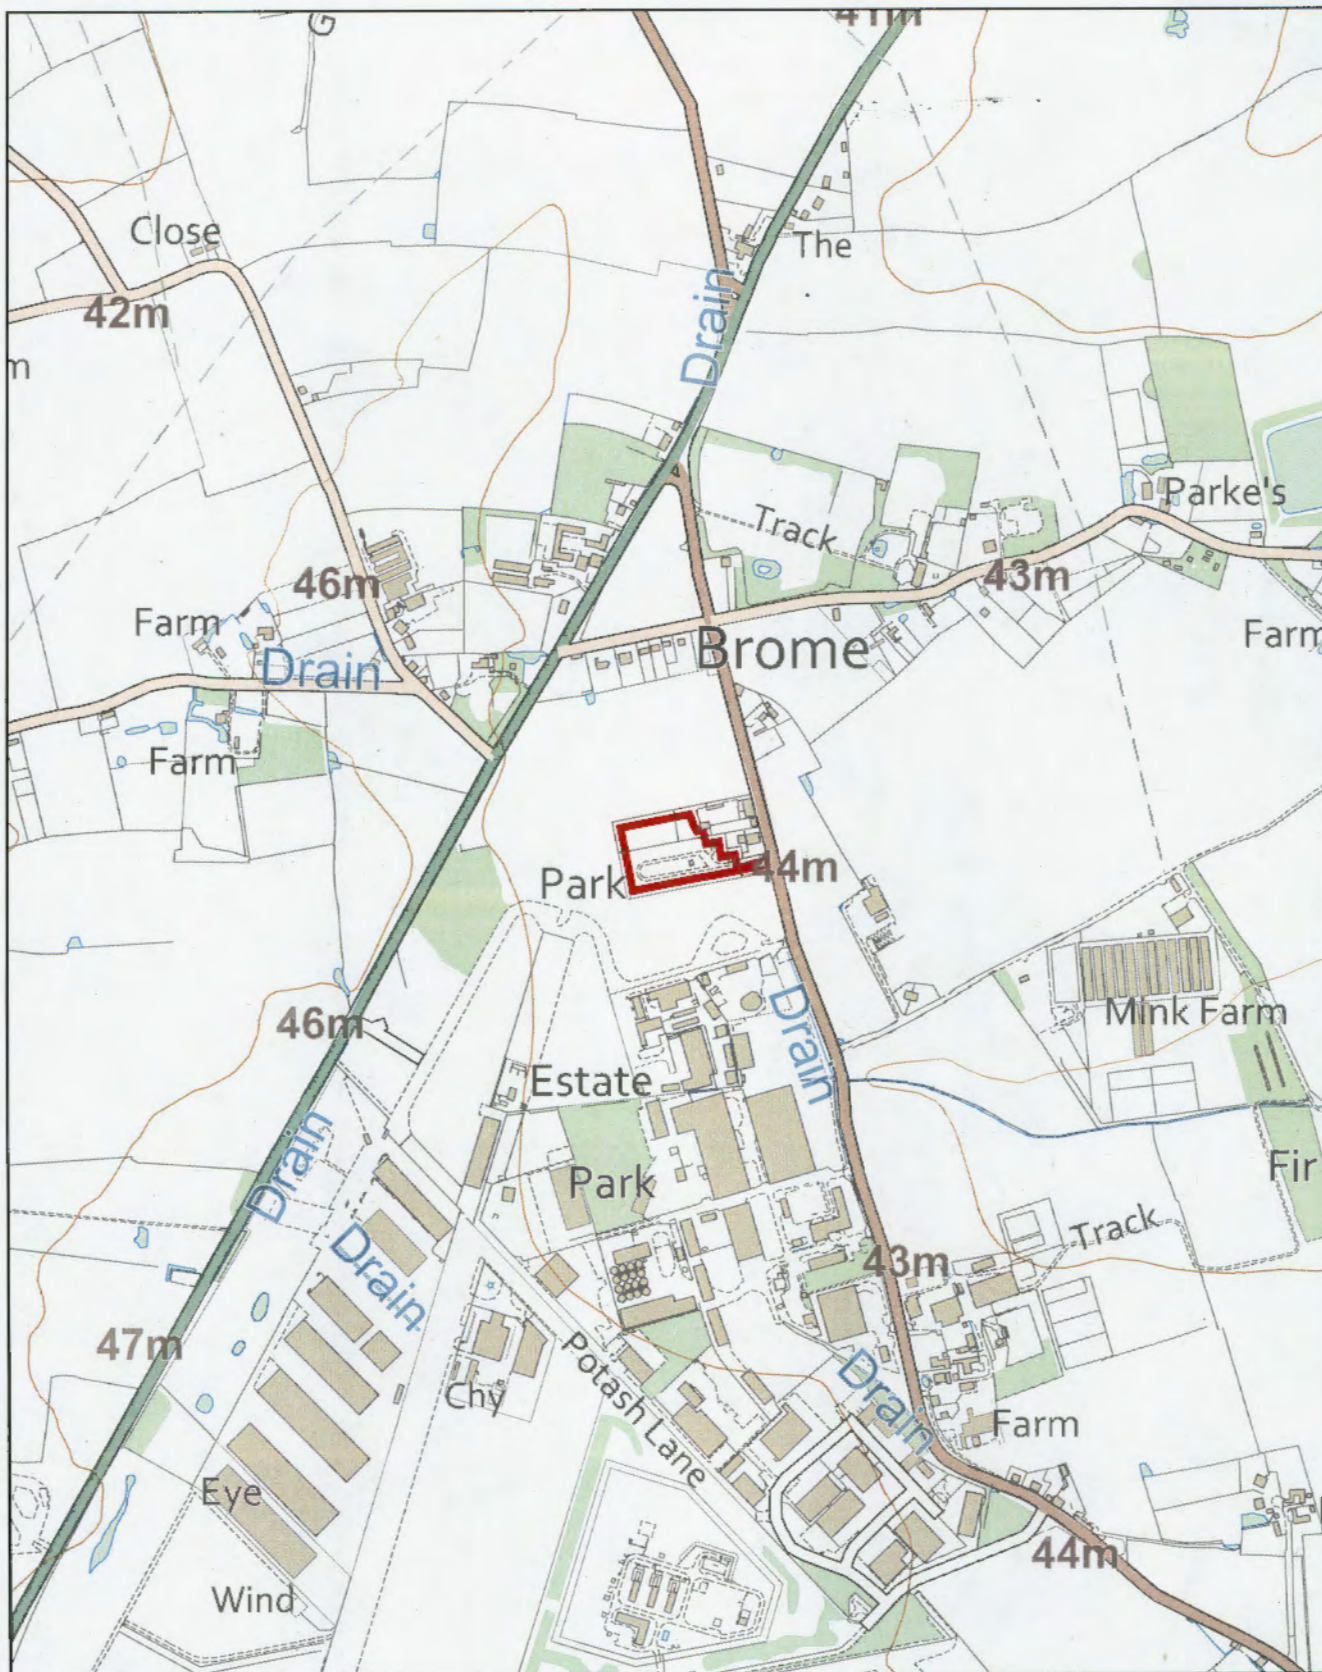 G
41m
Close
The
42m
Drain
m
Parke's
Track
46m
43m
Farm
Farm
Brome
Drain
Farm
44m
Park
Drain
Mink Farm
46m
Estate
Drain
Fir
Park
Track
Drain
43m
47m
Potash Lane
Chy
Drain
Farm
Eye
44m
Wind